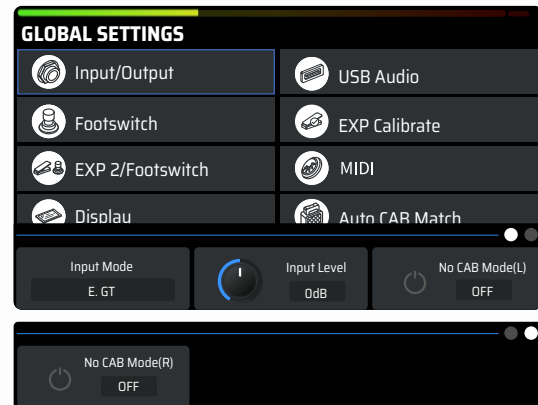 GLOBAL SETTINGS
Input/Output
USB Audio
Footswitch
EXP Calibrate
EXP 2/Footswitch
MIDI
Display
Auto CAB Match
Input Mode
E. GT
Input Level
0dB
No CAB Mode(L)
OFF
No CAB Mode(R)
OFF